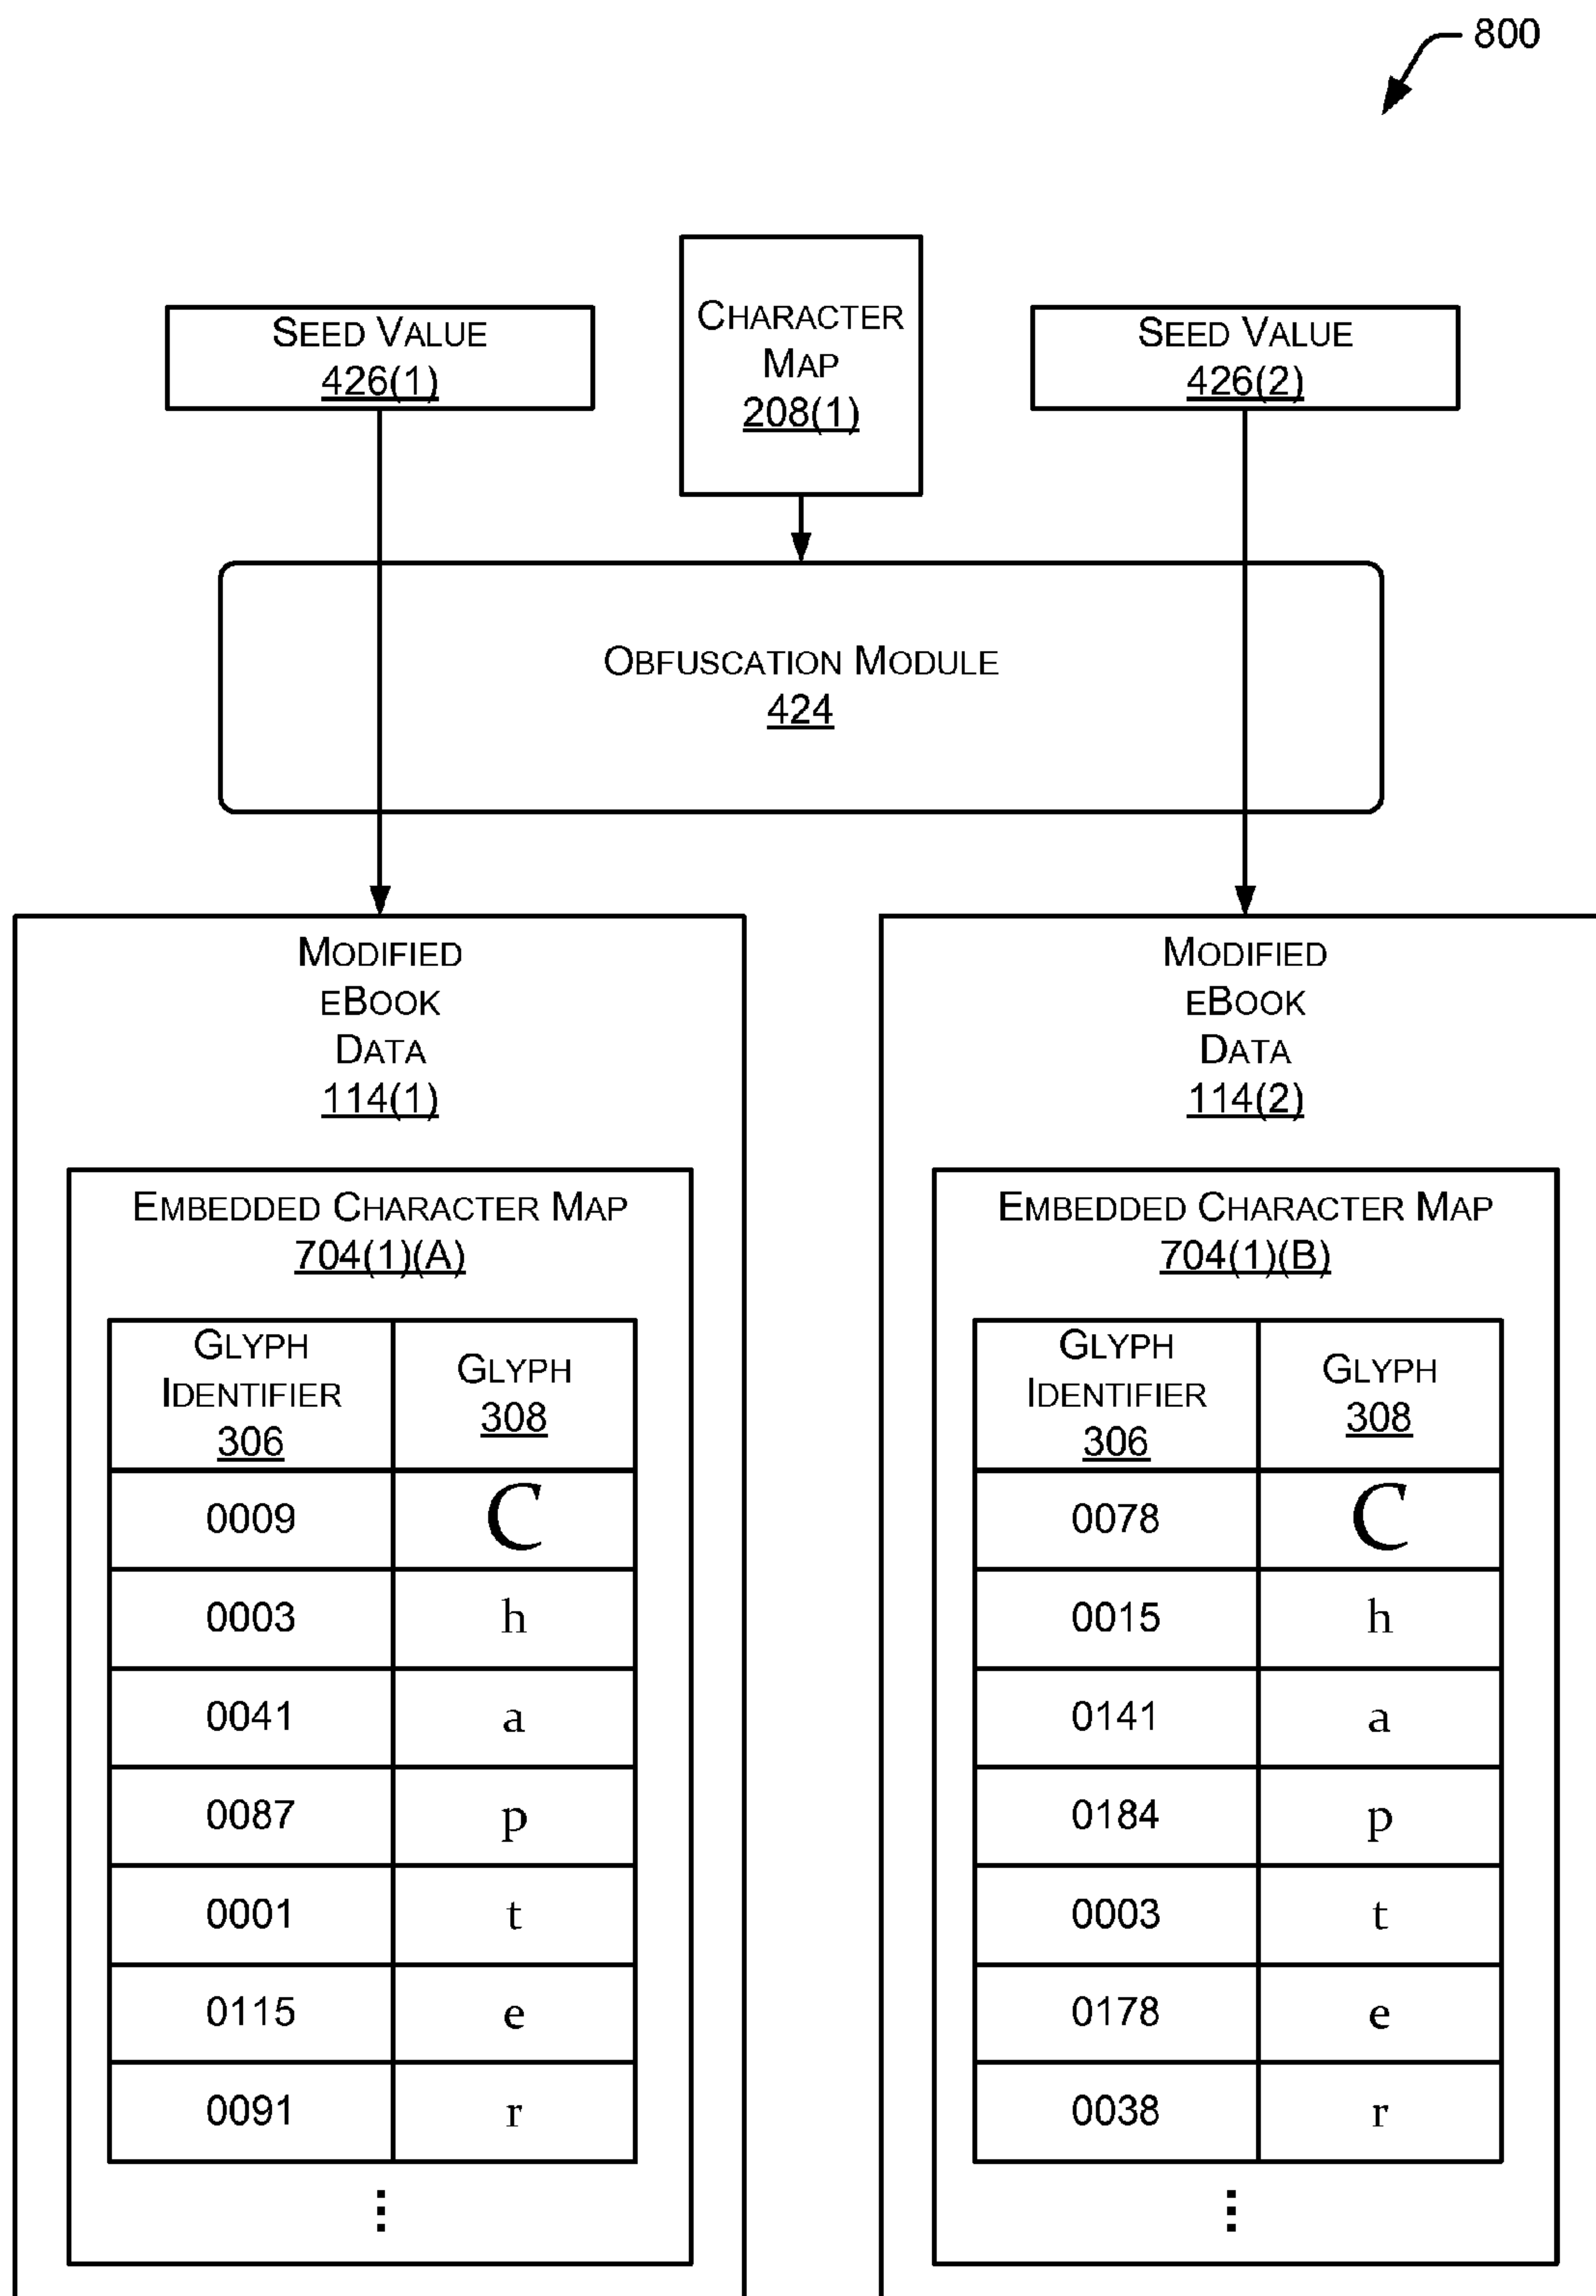 800
CHARACTER
MAP
208(1)
SEED VALUE
426(1)
SEED VALUE
426(2)
OBFUSCATION MODULE
424
MODIFIED
EBOOK
DATA
114(1)
EMBEDDED CHARACTER MAP
704(1)(A)
GLYPH
IDENTIFIER
306
GLYPH
308
0009 C
0003 h
0041 a
0087 p
0001 t
0115 e
0091 r
⋮
MODIFIED
EBOOK
DATA
114(2)
EMBEDDED CHARACTER MAP
704(1)(B)
GLYPH
IDENTIFIER
306
GLYPH
308
0078 C
0015 h
0141 a
0184 p
0003 t
0178 e
0038 r
⋮